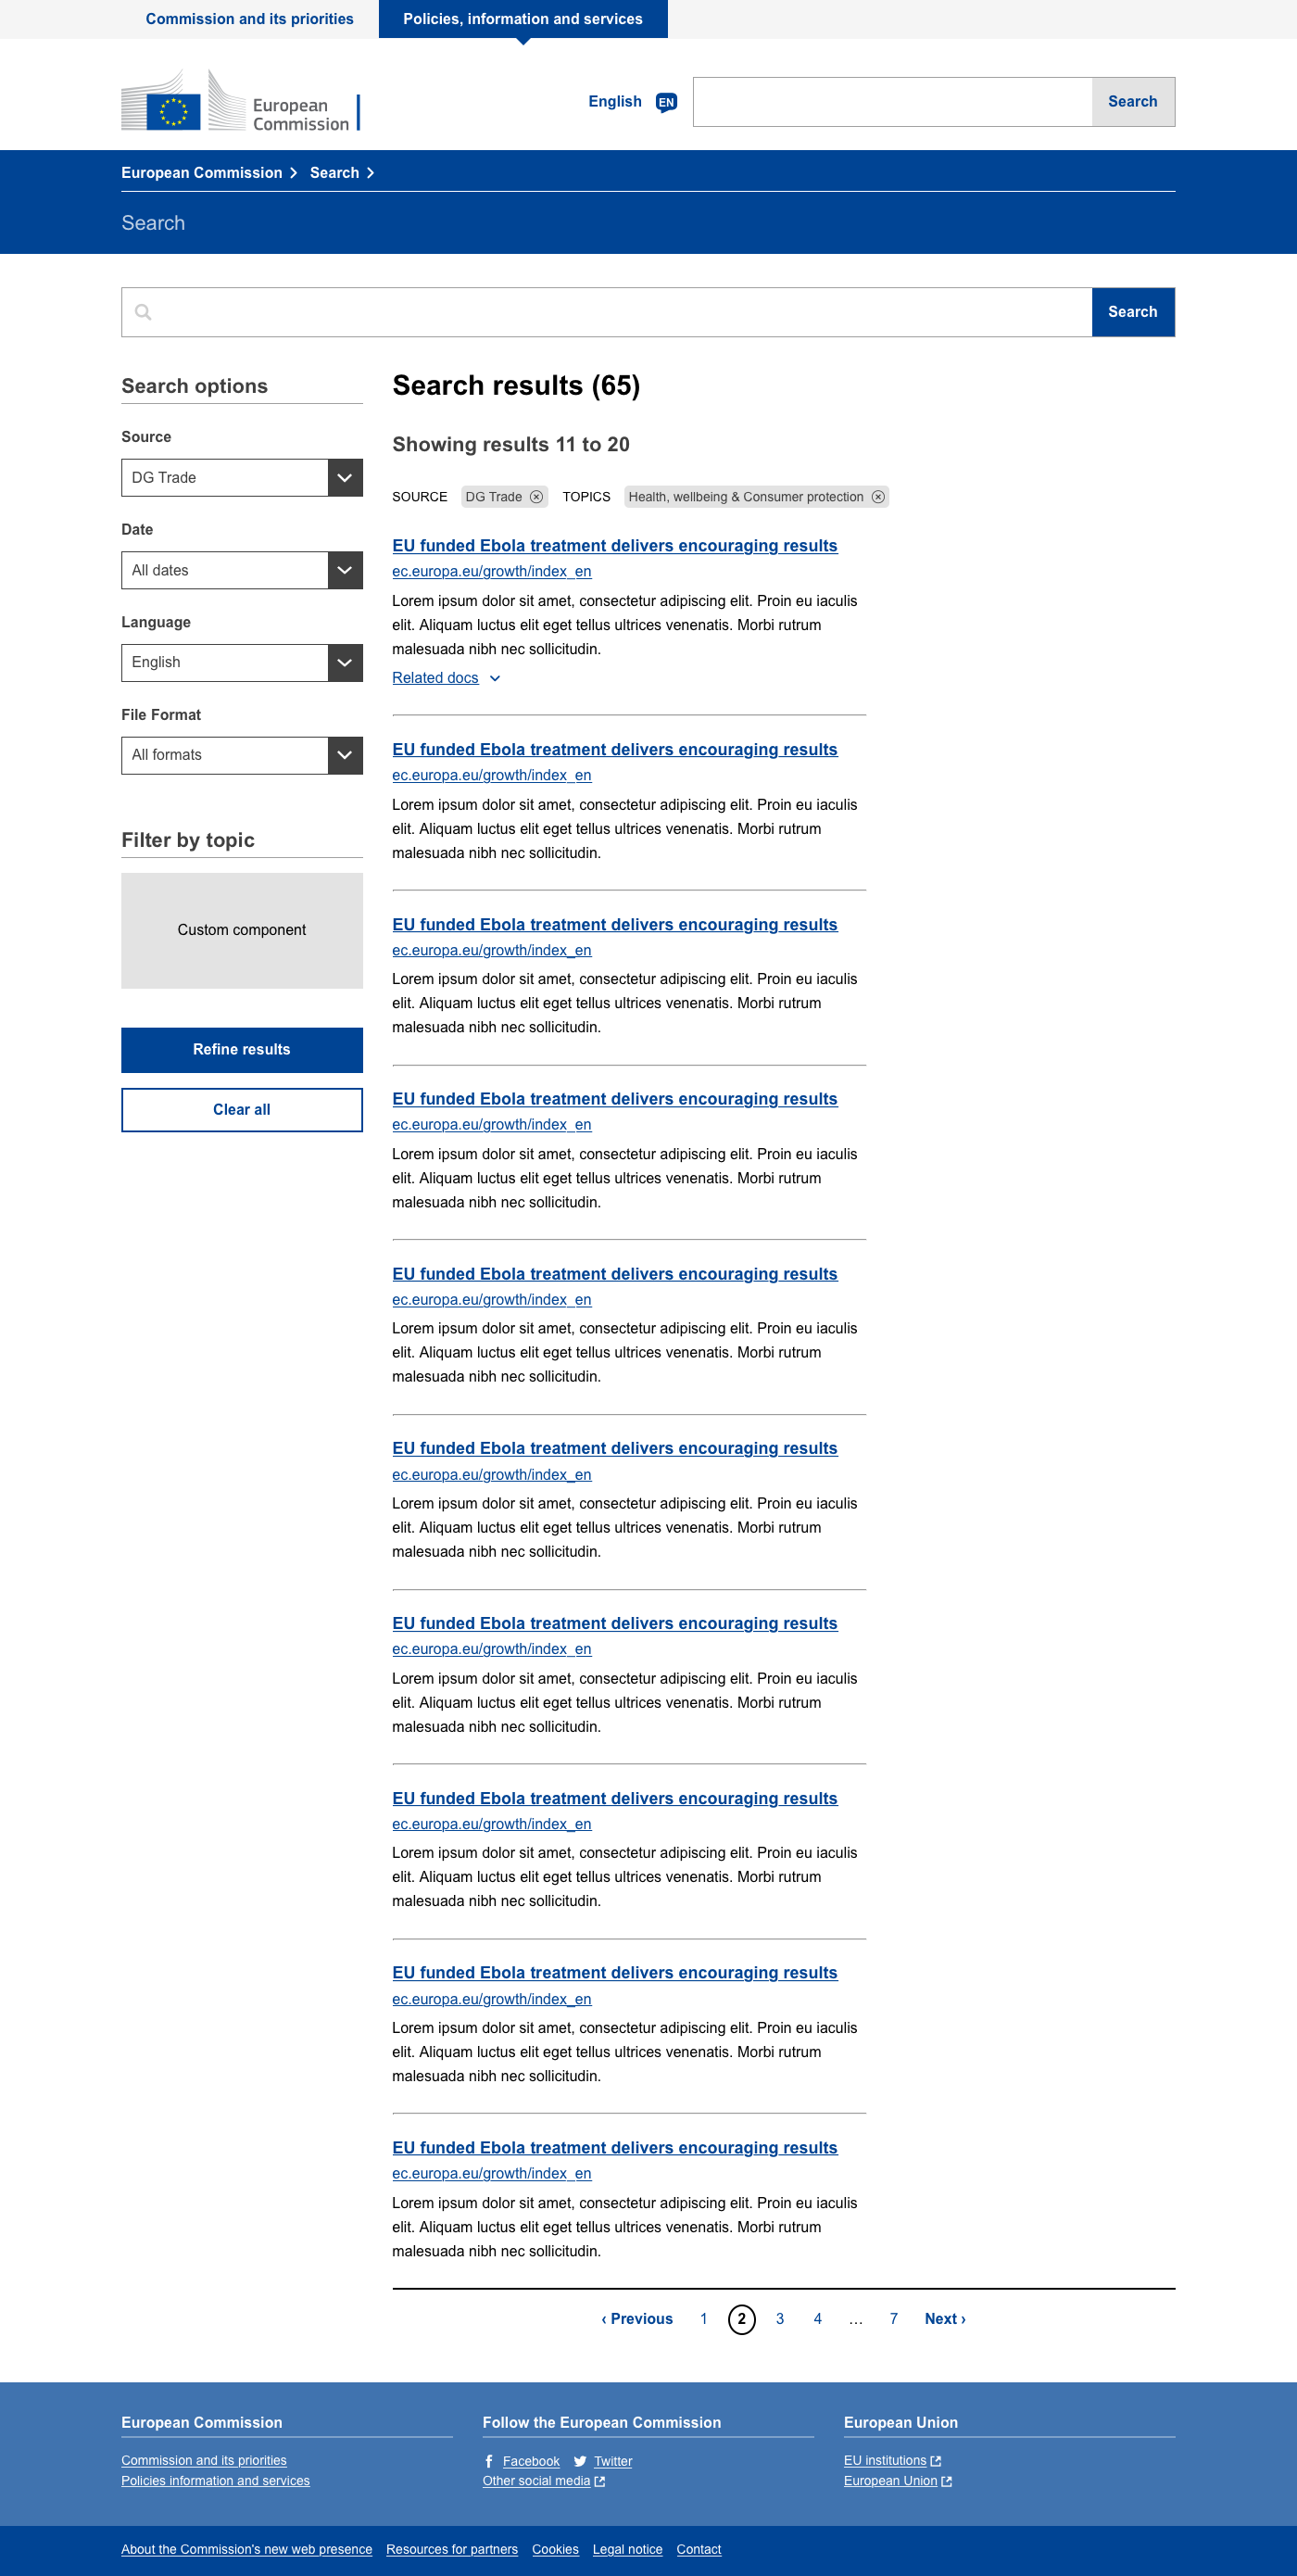 Commission and its priorities
Policies, information and services
European
Commission
English
EN
Search
European Commission
Search
Search
Search
Search options
Source
DG Trade
Date
All dates
Language
English
File Format
All formats
Filter by topic
Custom component
Refine results
Clear all
Search results (65)
Showing results 11 to 20
SOURCE DG Trade TOPICS Health, wellbeing & Consumer protection
EU funded Ebola treatment delivers encouraging results
ec.europa.eu/growth/index_en
Lorem ipsum dolor sit amet, consectetur adipiscing elit. Proin eu iaculis
elit. Aliquam luctus elit eget tellus ultrices venenatis. Morbi rutrum
malesuada nibh nec sollicitudin.
Related docs
EU funded Ebola treatment delivers encouraging results
ec.europa.eu/growth/index_en
Lorem ipsum dolor sit amet, consectetur adipiscing elit. Proin eu iaculis
elit. Aliquam luctus elit eget tellus ultrices venenatis. Morbi rutrum
malesuada nibh nec sollicitudin.
EU funded Ebola treatment delivers encouraging results
ec.europa.eu/growth/index_en
Lorem ipsum dolor sit amet, consectetur adipiscing elit. Proin eu iaculis
elit. Aliquam luctus elit eget tellus ultrices venenatis. Morbi rutrum
malesuada nibh nec sollicitudin.
EU funded Ebola treatment delivers encouraging results
ec.europa.eu/growth/index_en
Lorem ipsum dolor sit amet, consectetur adipiscing elit. Proin eu iaculis
elit. Aliquam luctus elit eget tellus ultrices venenatis. Morbi rutrum
malesuada nibh nec sollicitudin.
EU funded Ebola treatment delivers encouraging results
ec.europa.eu/growth/index_en
Lorem ipsum dolor sit amet, consectetur adipiscing elit. Proin eu iaculis
elit. Aliquam luctus elit eget tellus ultrices venenatis. Morbi rutrum
malesuada nibh nec sollicitudin.
EU funded Ebola treatment delivers encouraging results
ec.europa.eu/growth/index_en
Lorem ipsum dolor sit amet, consectetur adipiscing elit. Proin eu iaculis
elit. Aliquam luctus elit eget tellus ultrices venenatis. Morbi rutrum
malesuada nibh nec sollicitudin.
EU funded Ebola treatment delivers encouraging results
ec.europa.eu/growth/index_en
Lorem ipsum dolor sit amet, consectetur adipiscing elit. Proin eu iaculis
elit. Aliquam luctus elit eget tellus ultrices venenatis. Morbi rutrum
malesuada nibh nec sollicitudin.
EU funded Ebola treatment delivers encouraging results
ec.europa.eu/growth/index_en
Lorem ipsum dolor sit amet, consectetur adipiscing elit. Proin eu iaculis
elit. Aliquam luctus elit eget tellus ultrices venenatis. Morbi rutrum
malesuada nibh nec sollicitudin.
EU funded Ebola treatment delivers encouraging results
ec.europa.eu/growth/index_en
Lorem ipsum dolor sit amet, consectetur adipiscing elit. Proin eu iaculis
elit. Aliquam luctus elit eget tellus ultrices venenatis. Morbi rutrum
malesuada nibh nec sollicitudin.
EU funded Ebola treatment delivers encouraging results
ec.europa.eu/growth/index_en
Lorem ipsum dolor sit amet, consectetur adipiscing elit. Proin eu iaculis
elit. Aliquam luctus elit eget tellus ultrices venenatis. Morbi rutrum
malesuada nibh nec sollicitudin.
‹ Previous 1 2 3 4 … 7 Next ›
European Commission
Commission and its priorities
Policies information and services
Follow the European Commission
Facebook Twitter
Other social media
European Union
EU institutions
European Union
About the Commission's new web presence Resources for partners Cookies Legal notice Contact